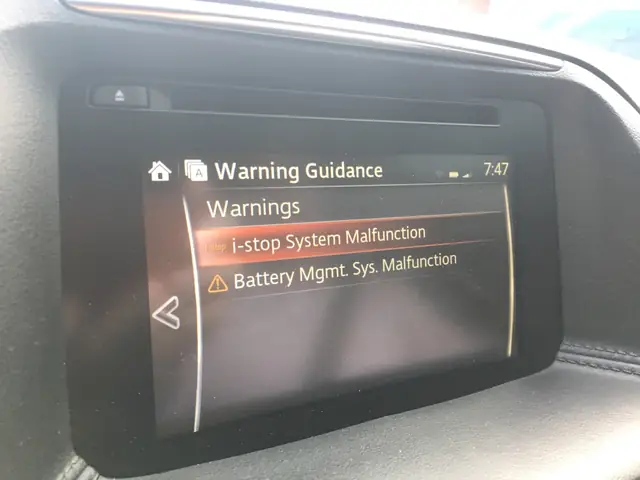 A Warning Guidance 7:47
Warnings
i-stop System Malfunction
Battery Mgmt. Sys. Malfunction